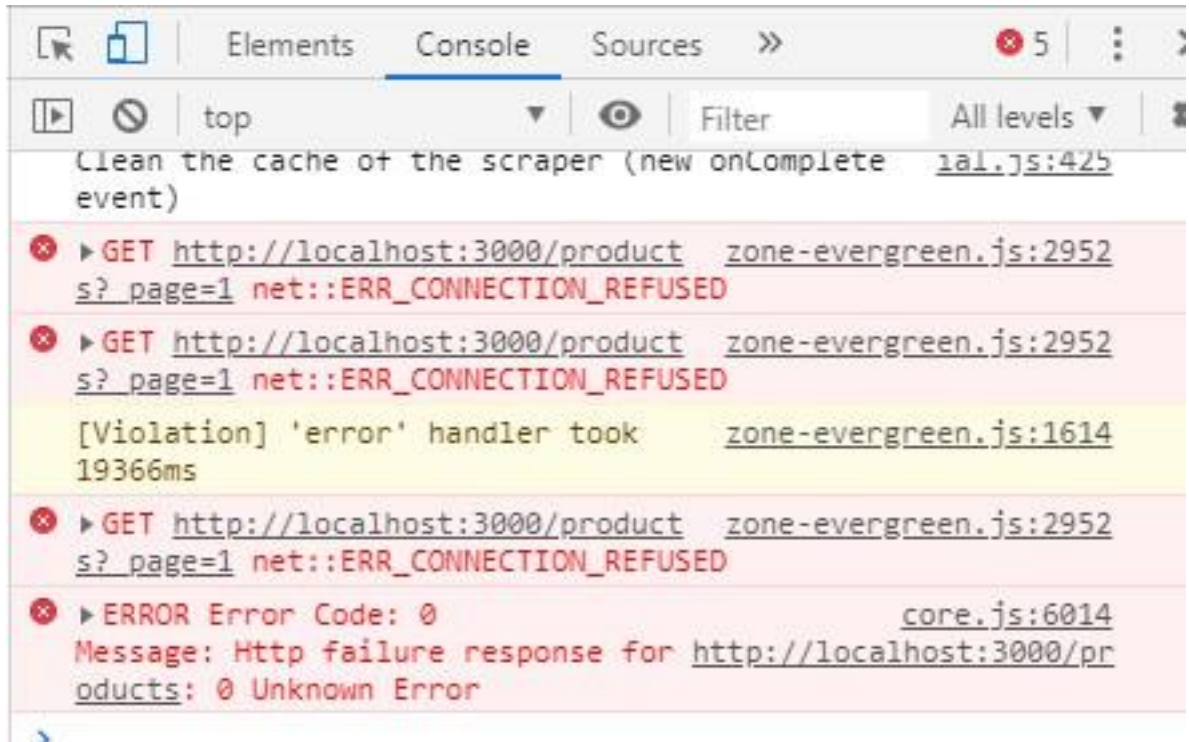 Elements Console Sources » 5
top Filter All levels
Clean the cache of the scraper (new onComplete ial.js:425
event)
GET http://localhost:3000/product zone-evergreen.js:2952
s?_page=1 net::ERR_CONNECTION_REFUSED
GET http://localhost:3000/product zone-evergreen.js:2952
s?_page=1 net::ERR_CONNECTION_REFUSED
[Violation] 'error' handler took zone-evergreen.js:1614
19366ms
GET http://localhost:3000/product zone-evergreen.js:2952
s?_page=1 net::ERR_CONNECTION_REFUSED
ERROR Error Code: 0 core.js:6014
Message: Http failure response for http://localhost:3000/pr
oducts: 0 Unknown Error